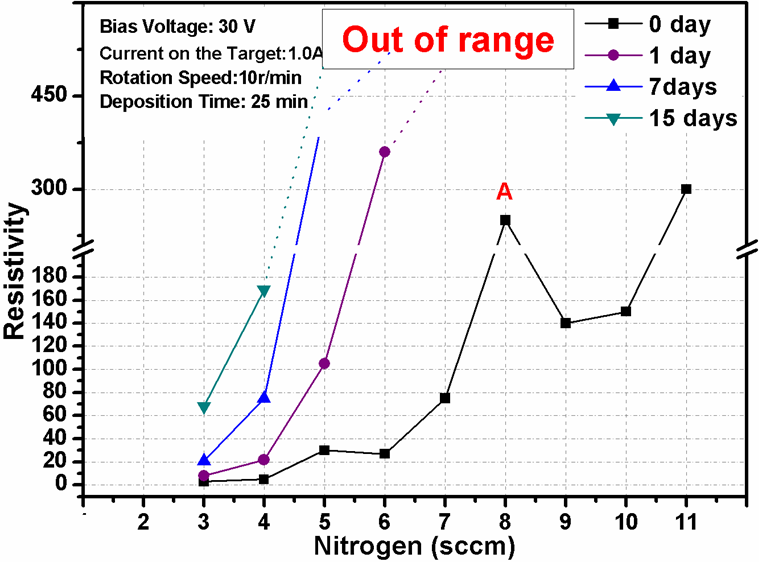 Bias Voltage: 30 V
Current on the Target:1.0A
Rotation Speed:10r/min
Deposition Time: 25 min
Out of range
0 day
1 day
7days
15 days
A
Resistivity
450
300
180
160
140
120
100
80
60
40
20
0
2 3 4 5 6 7 8 9 10 11
Nitrogen (sccm)